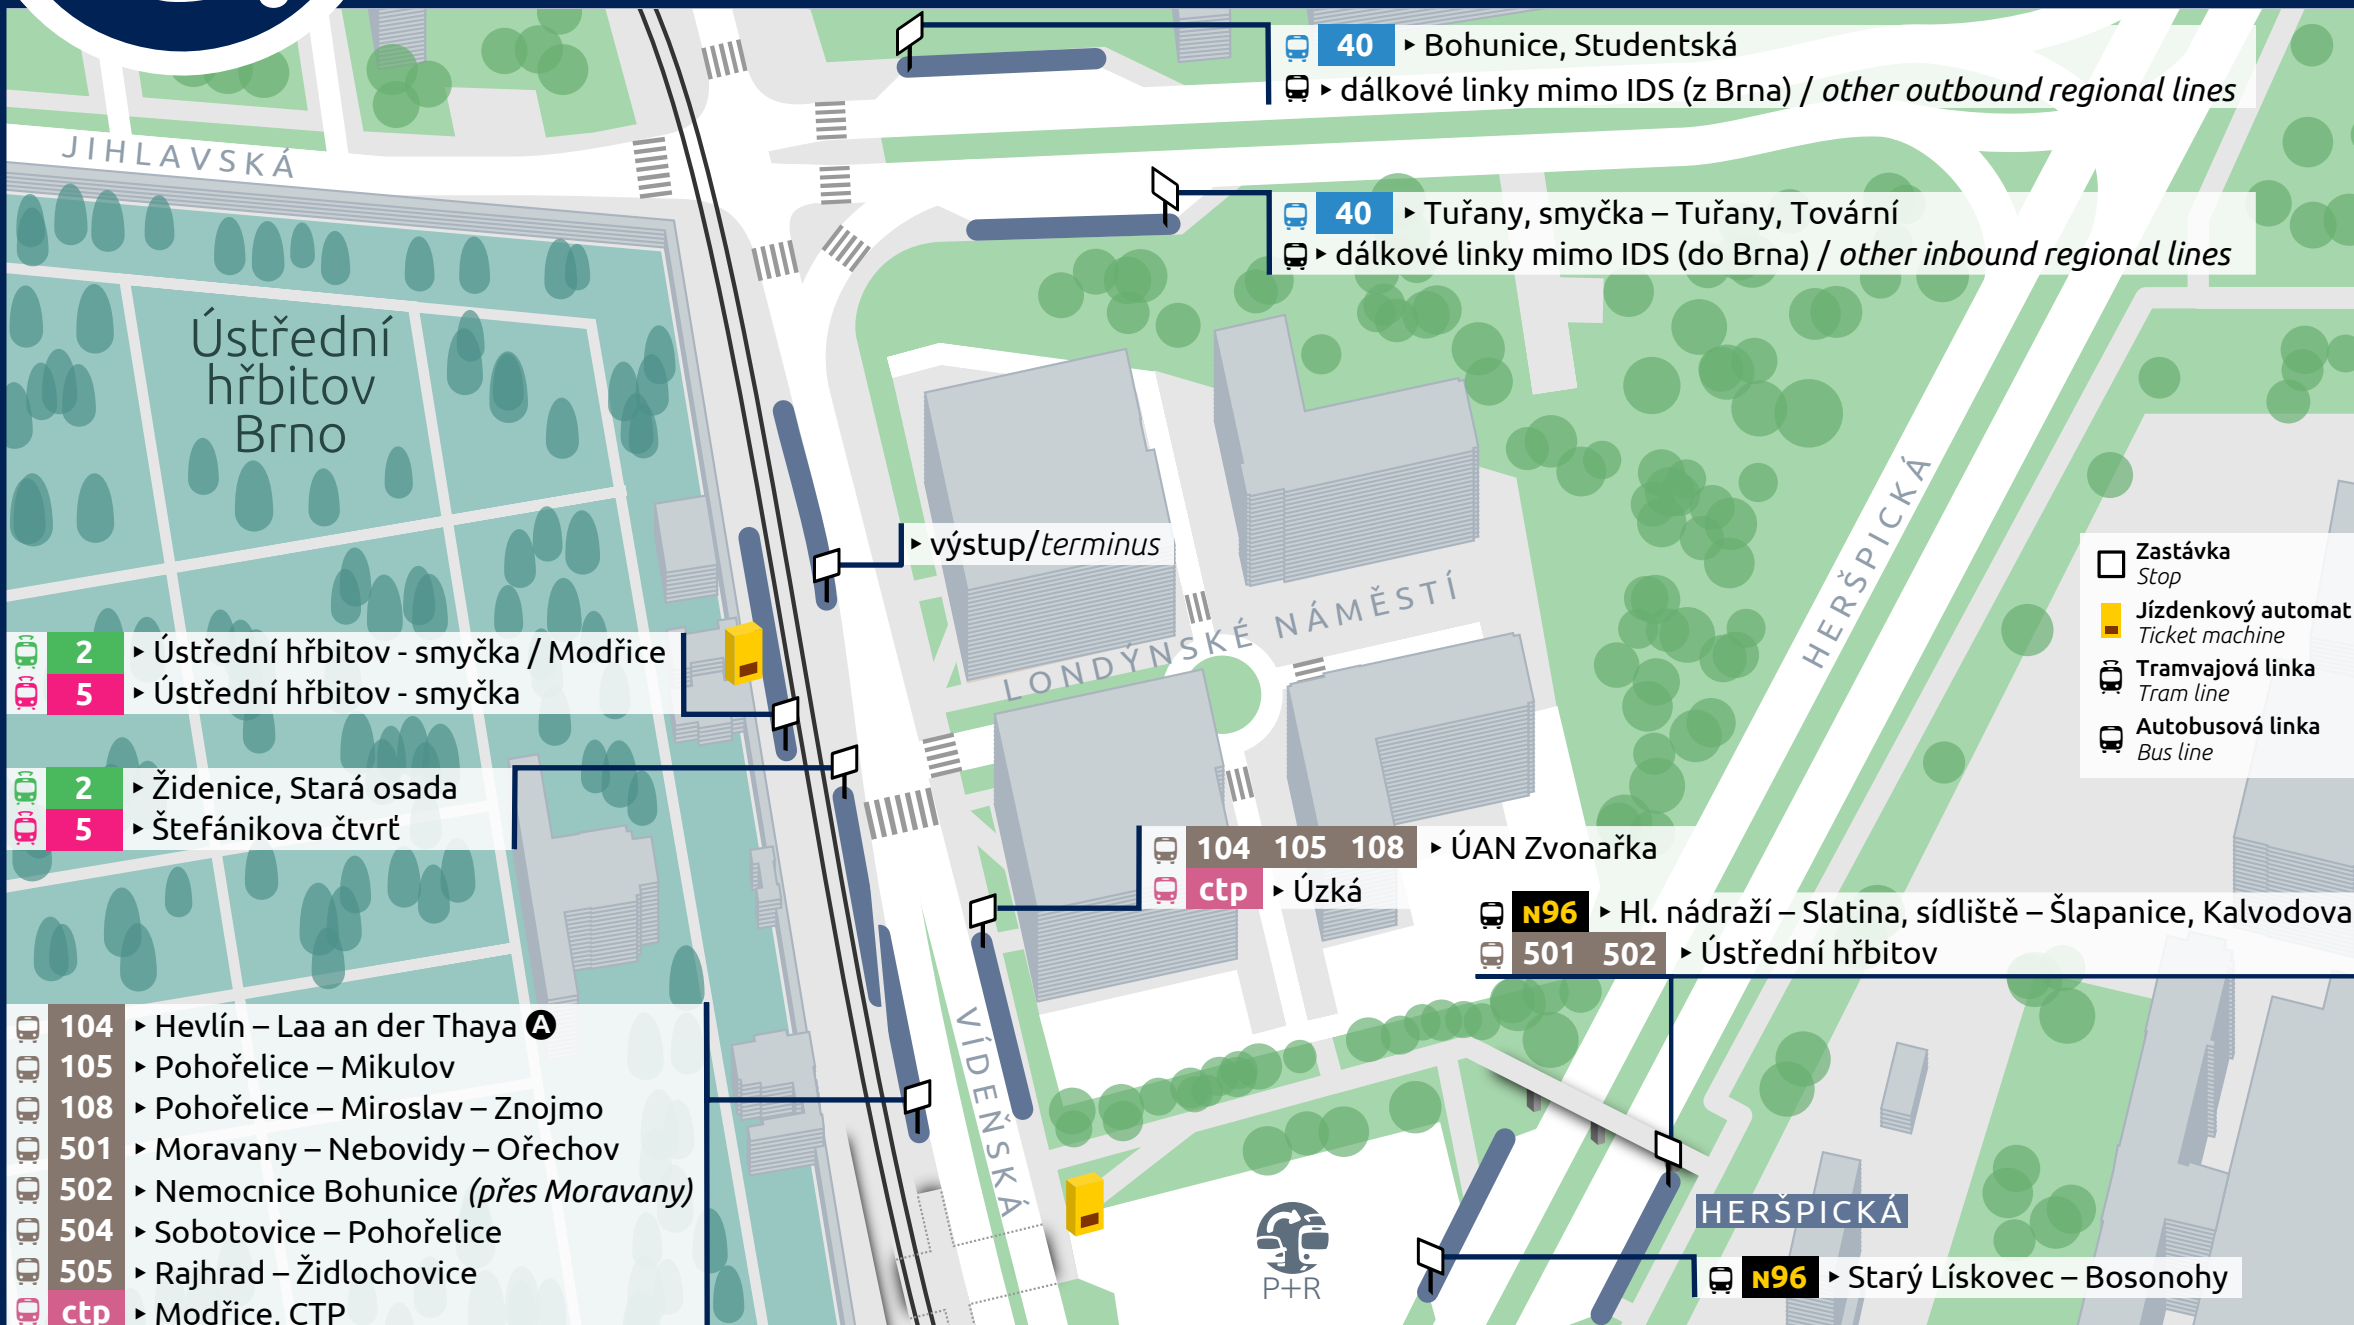 40 ‣ Bohunice, Studentská
‣ dálkové linky mimo IDS (z Brna) / other outbound regional lines
JIHLAVSKÁ
40 ‣ Tuřany, smyčka – Tuřany, Tovární
‣ dálkové linky mimo IDS (do Brna) / other inbound regional lines
Ústřední
hřbitov
Brno
HERŠPICKÁ
‣ výstup/terminus
Zastávka
Stop
Jízdenkový automat
Ticket machine
Tramvajová linka
Tram line
Autobusová linka
Bus line
LONDÝNSKÉ NÁMĚSTÍ
2 ‣ Ústřední hřbitov - smyčka / Modřice
5 ‣ Ústřední hřbitov - smyčka
2 ‣ Židenice, Stará osada
5 ‣ Štefánikova čtvrť
104 105 108 ‣ ÚAN Zvonařka
ctp ‣ Úzká
N96 ‣ Hl. nádraží – Slatina, sídliště – Šlapanice, Kalvodova
501 502 ‣ Ústřední hřbitov
104 ‣ Hevlín – Laa an der Thaya A
105 ‣ Pohořelice – Mikulov
108 ‣ Pohořelice – Miroslav – Znojmo
501 ‣ Moravany – Nebovidy – Ořechov
502 ‣ Nemocnice Bohunice (přes Moravany)
504 ‣ Sobotovice – Pohořelice
505 ‣ Rajhrad – Židlochovice
ctp ‣ Modřice, CTP
VÍDEŇSKÁ
P+R
HERŠPICKÁ
N96 ‣ Starý Lískovec – Bosonohy